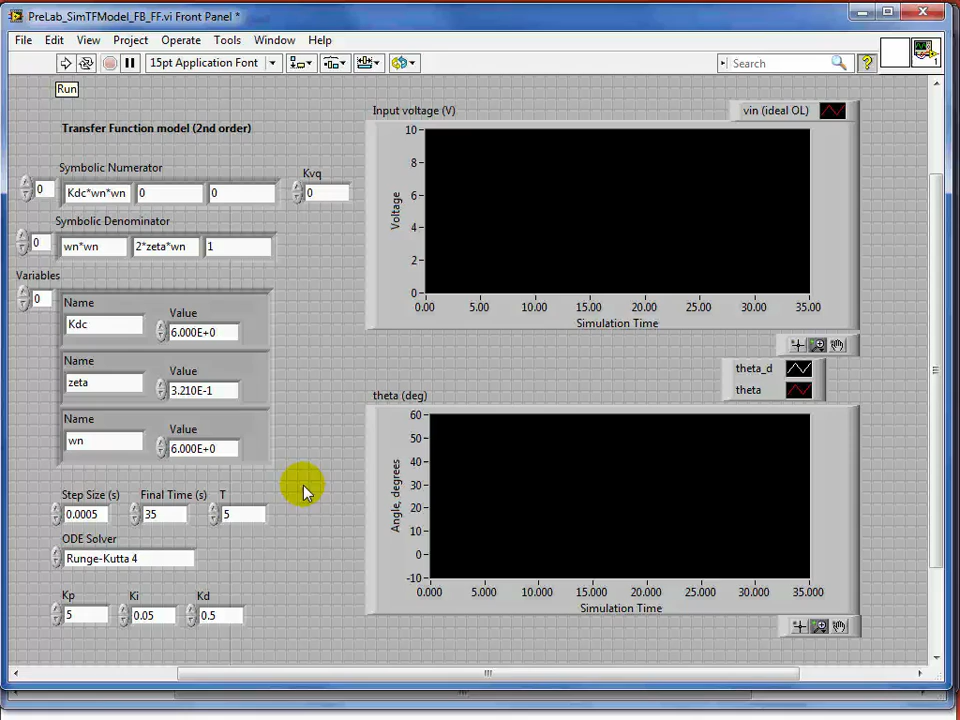 PreLab_SimTFModel_FB_FF.vi Front Panel *
File Edit View Project Operate Tools Window Help
15pt Application Font Search ?
1
Run
Transfer Function model (2nd order)
Symbolic Numerator
0 Kdc*wn*wn 0 0
Kvq
0
Symbolic Denominator
0 wn*wn 2*zeta*wn 1
Variables
0
Name
Kdc
Value
6.000E+0
Name
zeta
Value
3.210E-1
Name
wn
Value
6.000E+0
Step Size (s) Final Time (s) T
0.0005 35 5
ODE Solver
Runge-Kutta 4
Kp Ki Kd
5 0.05 0.5
Input voltage (V)
vin (ideal OL)
Voltage
10
8
6
4
2
0
0.00 5.00 10.00 15.00 20.00 25.00 30.00 35.00
Simulation Time
theta_d
theta
theta (deg)
Angle, degrees
60
50
40
30
20
10
0
-10
0.000 5.000 10.000 15.000 20.000 25.000 30.000 35.000
Simulation Time